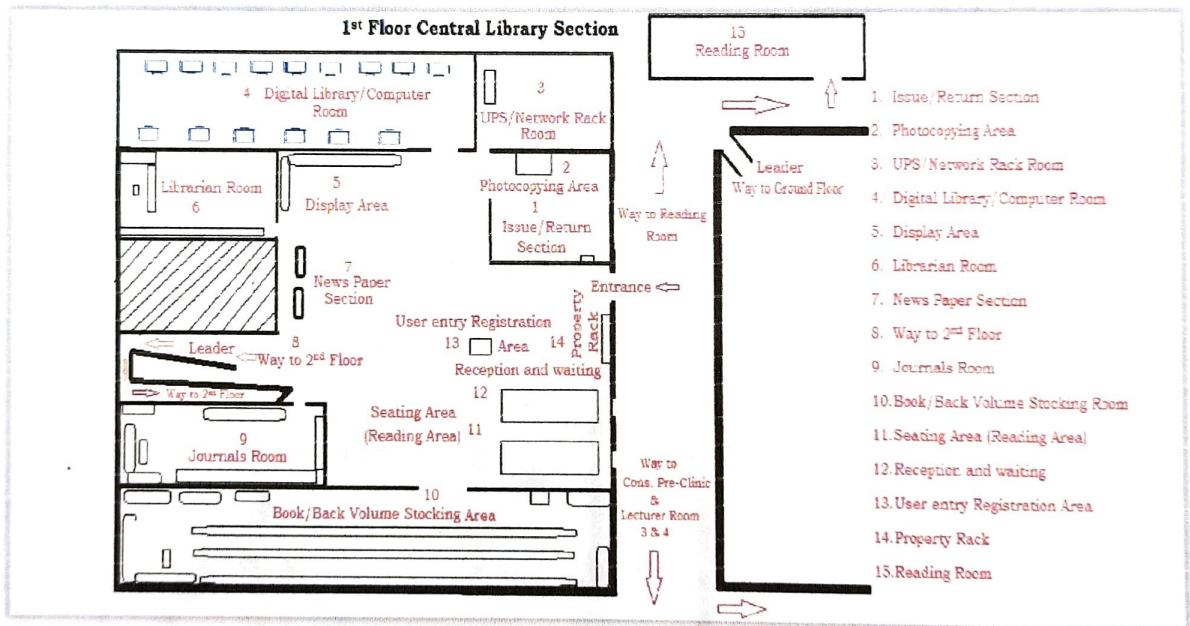 1st Floor Central Library Section
15
Reading Room
4 Digital Library/Computer
Room
3
UPS/Network Rack
Room
2
Photocopying Area
1
Issue/Return
Section
Librarian Room
6
5
Display Area
7
News Paper
Section
Way to Reading
Room
Leader
Way to Ground Floor
Entrance
User entry Registration
13 Area 14
Property
Rack
Reception and waiting
12
8
Leader
Way to 2nd Floor
Way to 2nd Floor
Seating Area
(Reading Area) 11
9
Journals Room
10
Book/Back Volume Stocking Area
Way to
Cons. Pre-Clinic
&
Lecturer Room
3 & 4
1. Issue/Return Section
2. Photocopying Area
3. UPS/Network Rack Room
4. Digital Library/Computer Room
5. Display Area
6. Librarian Room
7. News Paper Section
8. Way to 2nd Floor
9. Journals Room
10.Book/Back Volume Stocking Room
11.Seating Area (Reading Area)
12.Reception and waiting
13.User entry Registration Area
14.Property Rack
15.Reading Room